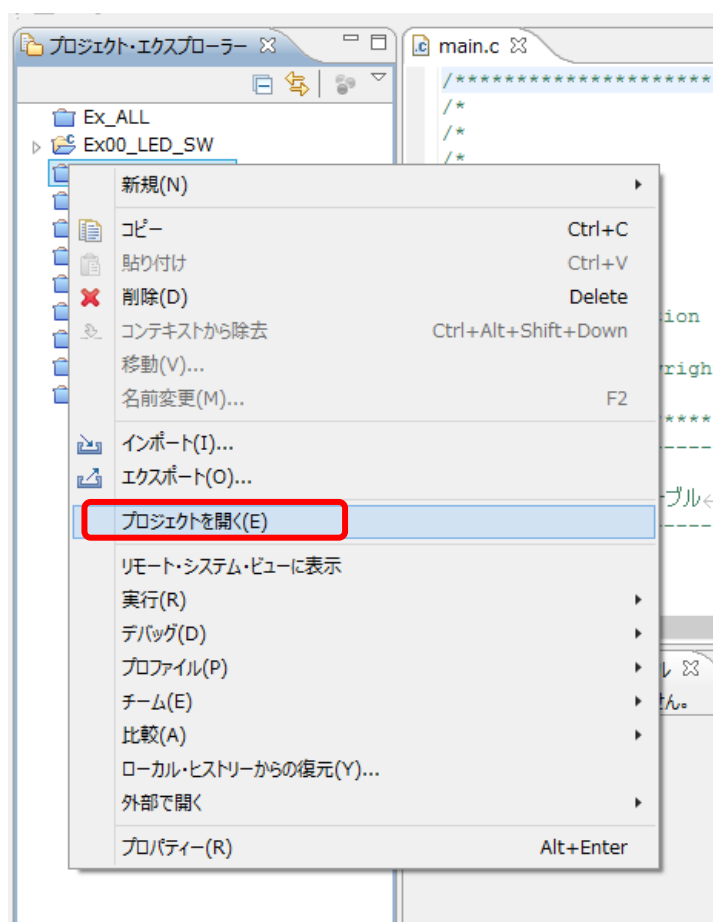 プロジェクト・エクスプローラー
main.c
/**********************
Ex_ALL
/*
Ex00_LED_SW
/*
/*
新規(N)
コピー Ctrl+C
貼り付け Ctrl+V
削除(D) Delete
ion
コンテキストから除去 Ctrl+Alt+Shift+Down
移動(V)...
righ
名前変更(M)... F2
****
インポート(I)...
----
エクスポート(O)...
ーブル
プロジェクトを開く(E)
----
リモート・システム・ビューに表示
実行(R)
デバッグ(D)
プロファイル(P)
ル
チーム(E)
せん。
比較(A)
ローカル・ヒストリーからの復元(Y)...
外部で開く
プロパティー(R) Alt+Enter